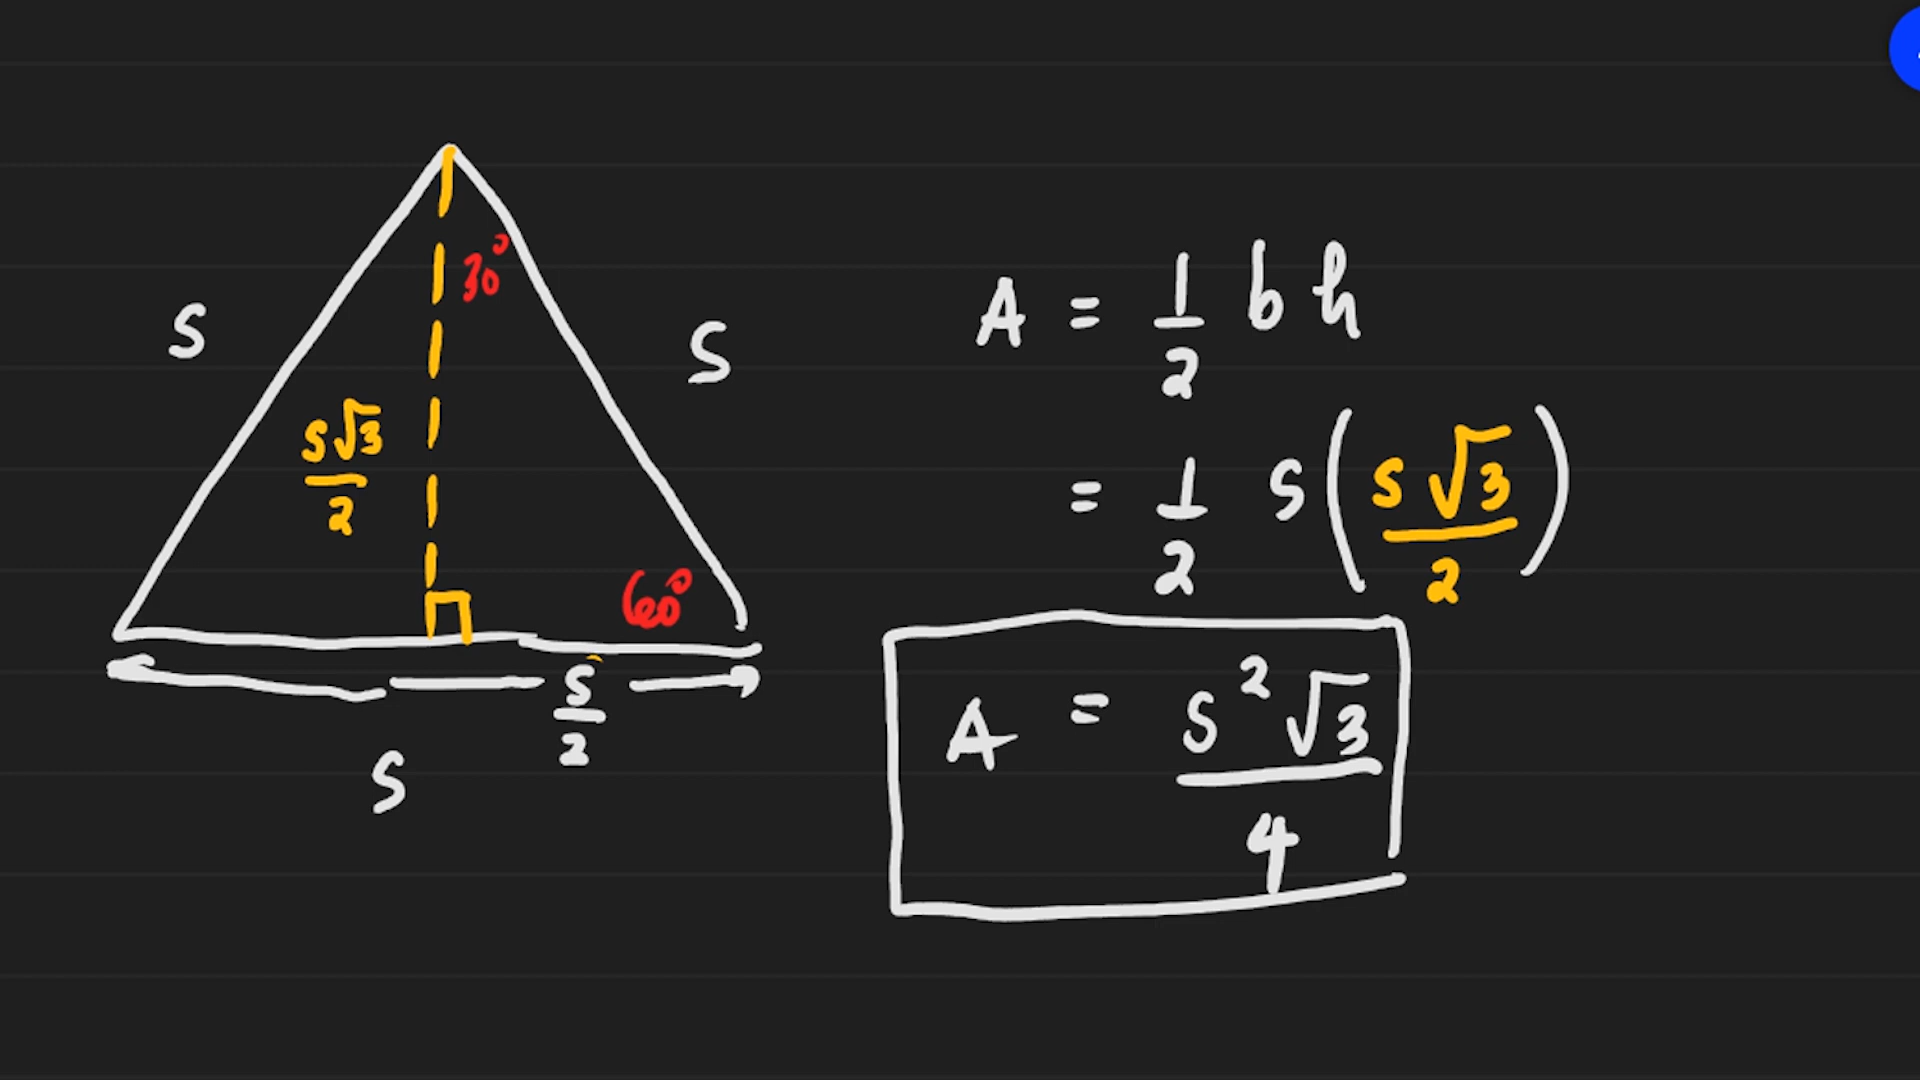 30°
S
S
S√3
2
60°
S
2
S
A = 1/2 b h
= 1/2 S(S√3/2)
A = S²√3/4